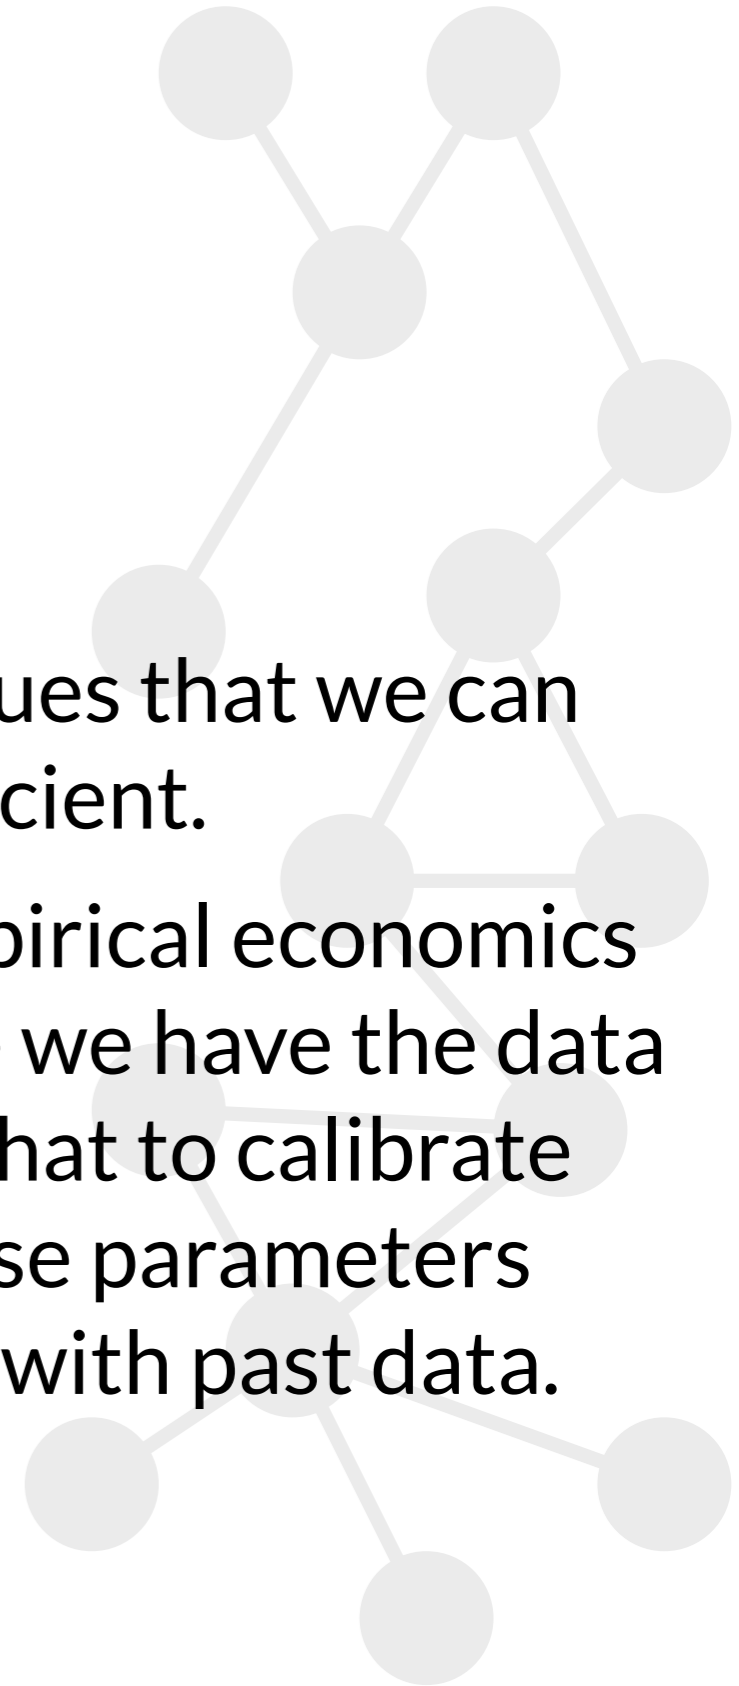 ues that we can
cient.
pirical economics
we have the data
hat to calibrate
se parameters
with past data.